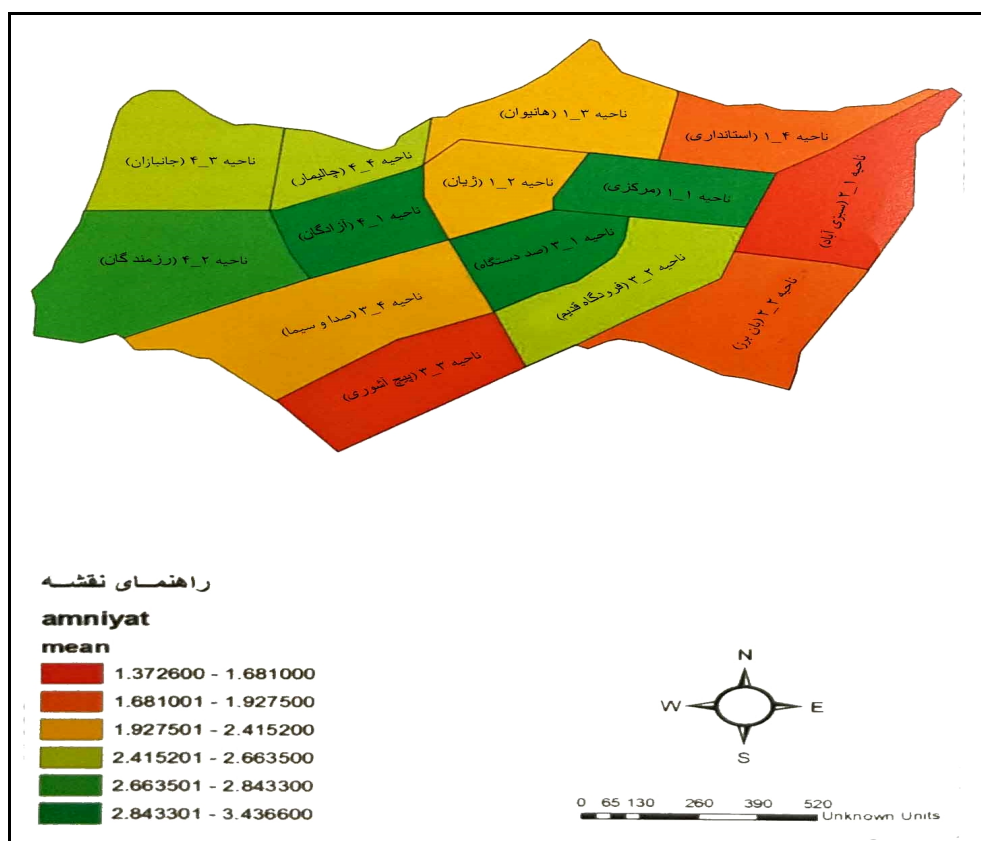 ناحیه ۳_۱ (هانیوان)
ناحیه ۴_۱ (استانداری)
ناحیه ۳_۴ (جانبازان)
ناحیه ۴_۴ (چالیمار)
ناحیه ۲_۱ (ژیان)
ناحیه ۱_۱ (مرکزی)
ناحیه ۱_۲ (سبزی آباد)
ناحیه ۱_۴ (آزادگان)
ناحیه ۲_۴ (رزمندگان)
ناحیه ۱_۳ (صد دستگاه)
ناحیه ۲_۳ (فرودگاه قدیم)
ناحیه ۲_۲ (بان برز)
ناحیه ۴_۳ (صدا و سیما)
ناحیه ۳_۳ (پیچ آشوری)
راهنمای نقشه
amniyat
mean
1.372600 - 1.681000
1.681001 - 1.927500
1.927501 - 2.415200
2.415201 - 2.663500
2.663501 - 2.843300
2.843301 - 3.436600
N
W E
S
0 65 130 260 390 520
Unknown Units